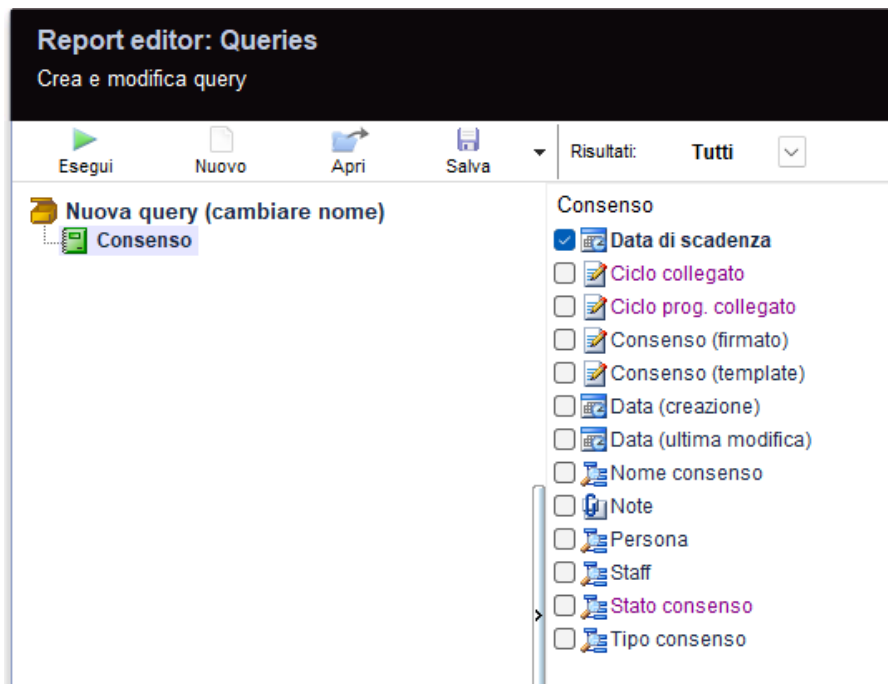 Report editor: Queries
Crea e modifica query
Esegui Nuovo Apri Salva Risultati: Tutti
Nuova query (cambiare nome)
Consenso
Consenso
Data di scadenza
Ciclo collegato
Ciclo prog. collegato
Consenso (firmato)
Consenso (template)
Data (creazione)
Data (ultima modifica)
Nome consenso
Note
Persona
Staff
Stato consenso
Tipo consenso